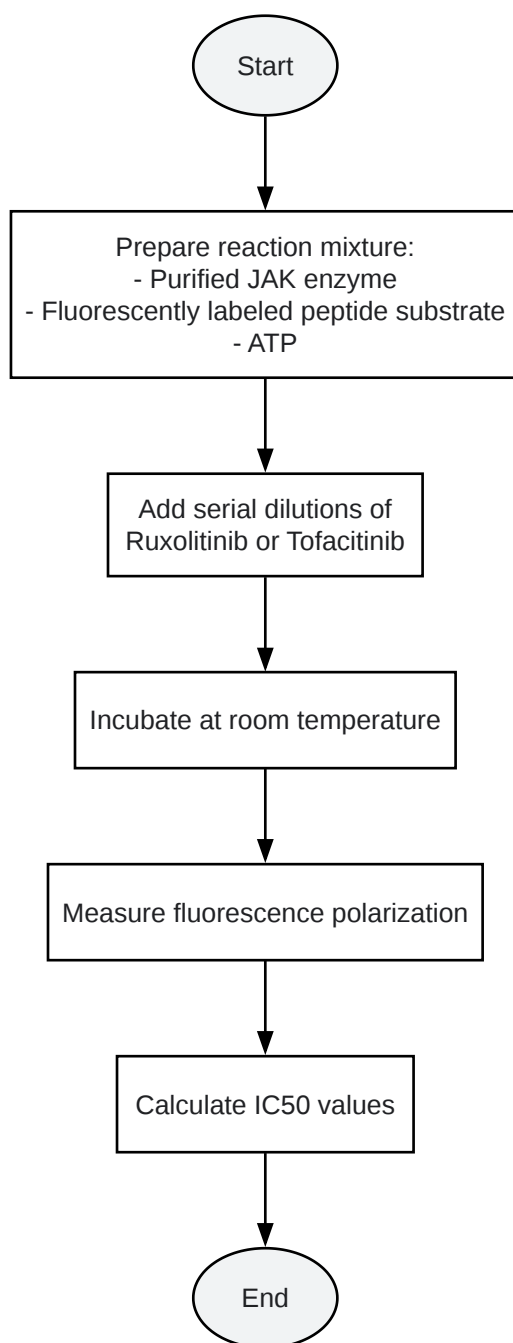 Start
Prepare reaction mixture:
- Purified JAK enzyme
- Fluorescently labeled peptide substrate
- ATP
Add serial dilutions of
Ruxolitinib or Tofacitinib
Incubate at room temperature
Measure fluorescence polarization
Calculate IC50 values
End